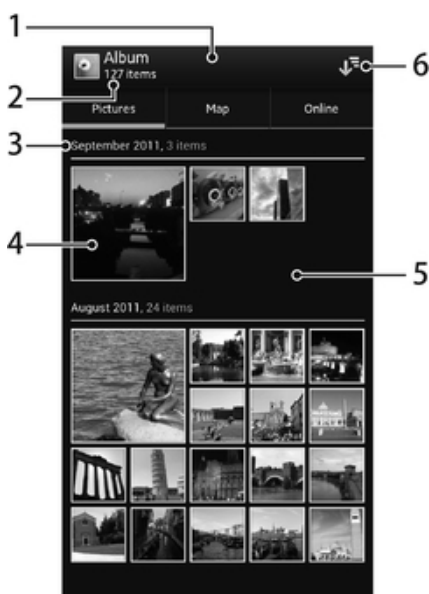 1
Album
127 items
6
2
Pictures Map Online
3
September 2011, 3 items
4
5
August 2011, 24 items